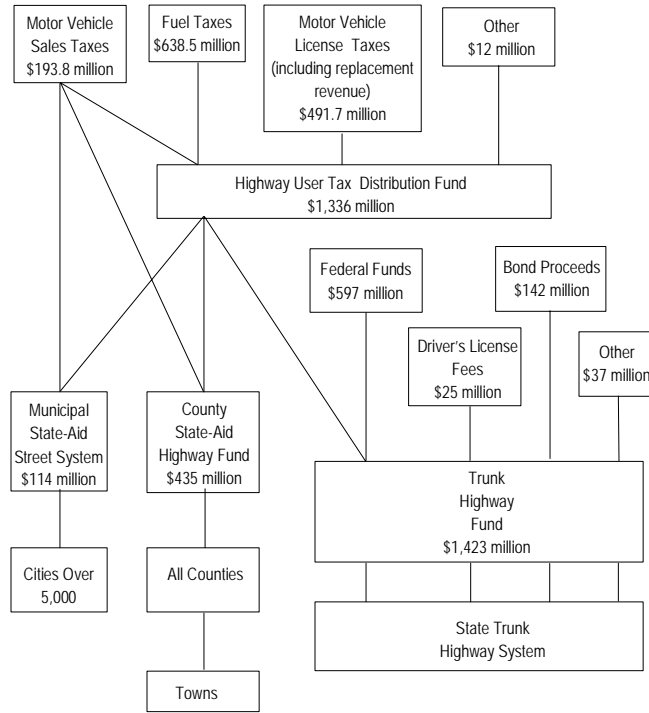 Motor Vehicle
Sales Taxes
$193.8 million
Fuel Taxes
$638.5 million
Motor Vehicle
License Taxes
(including replacement
revenue)
$491.7 million
Other
$12 million
Highway User Tax Distribution Fund
$1,336 million
Federal Funds
$597 million
Bond Proceeds
$142 million
Driver's License
Fees
$25 million
Other
$37 million
Municipal
State-Aid
Street System
$114 million
County
State-Aid
Highway Fund
$435 million
Trunk
Highway
Fund
$1,423 million
Cities Over
5,000
All Counties
State Trunk
Highway System
Towns